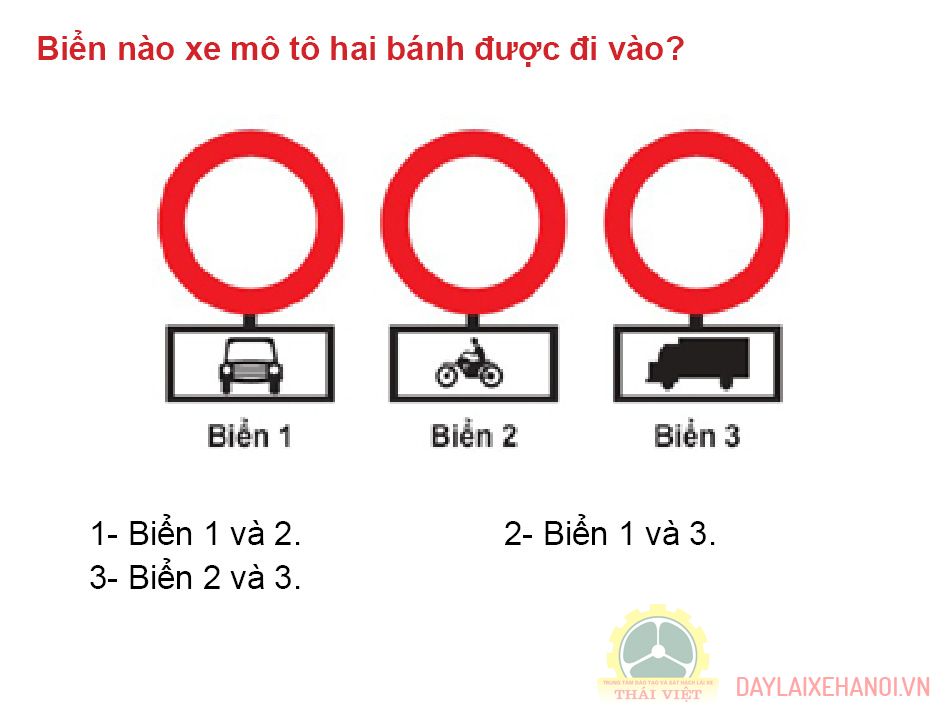 Biển nào xe mô tô hai bánh được đi vào?
Biển 1 Biển 2 Biển 3
1- Biển 1 và 2. 2- Biển 1 và 3.
3- Biển 2 và 3.
TRUNG TÂM ĐÀO TẠO VÀ SÁT HẠCH LÁI XE
THÁI VIỆT
DAYLAIXEHANOI.VN